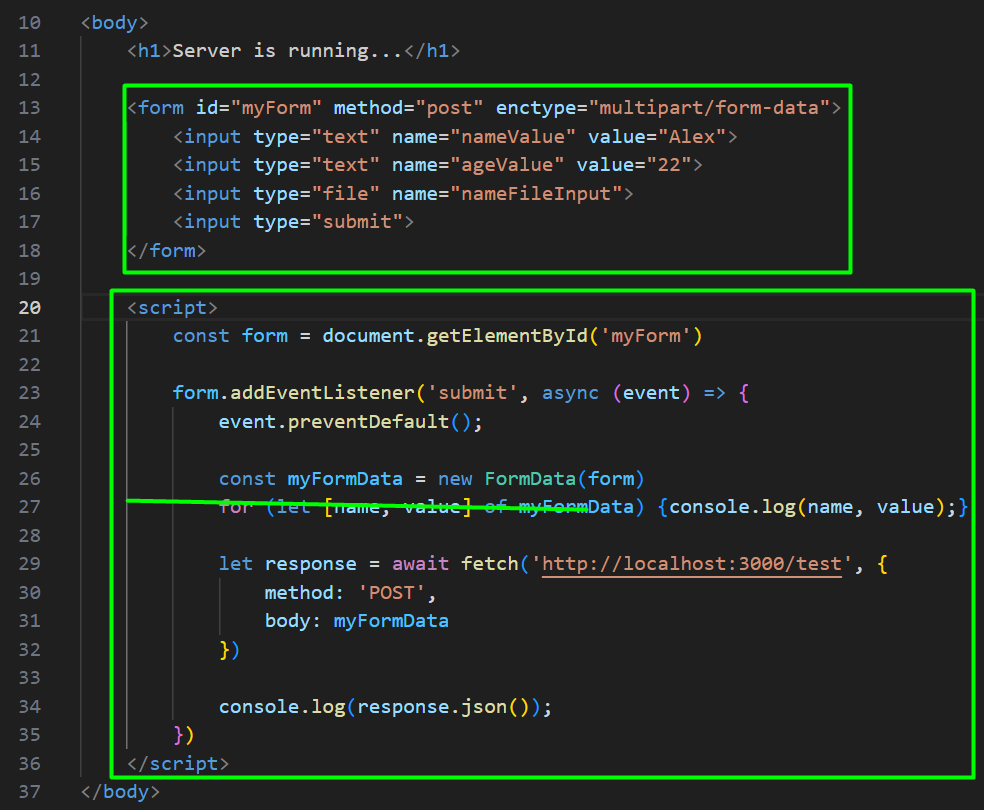 10 <body>
11 <h1>Server is running...</h1>
12
13 <form id="myForm" method="post" enctype="multipart/form-data">
14 <input type="text" name="nameValue" value="Alex">
15 <input type="text" name="ageValue" value="22">
16 <input type="file" name="nameFileInput">
17 <input type="submit">
18 </form>
19
20 <script>
21 const form = document.getElementById('myForm')
22
23 form.addEventListener('submit', async (event) => {
24 event.preventDefault();
25
26 const myFormData = new FormData(form)
27 for (let [name, value] of myFormData) {console.log(name, value);}
28
29 let response = await fetch('http://localhost:3000/test', {
30 method: 'POST',
31 body: myFormData
32 })
33
34 console.log(response.json());
35 })
36 </script>
37 </body>